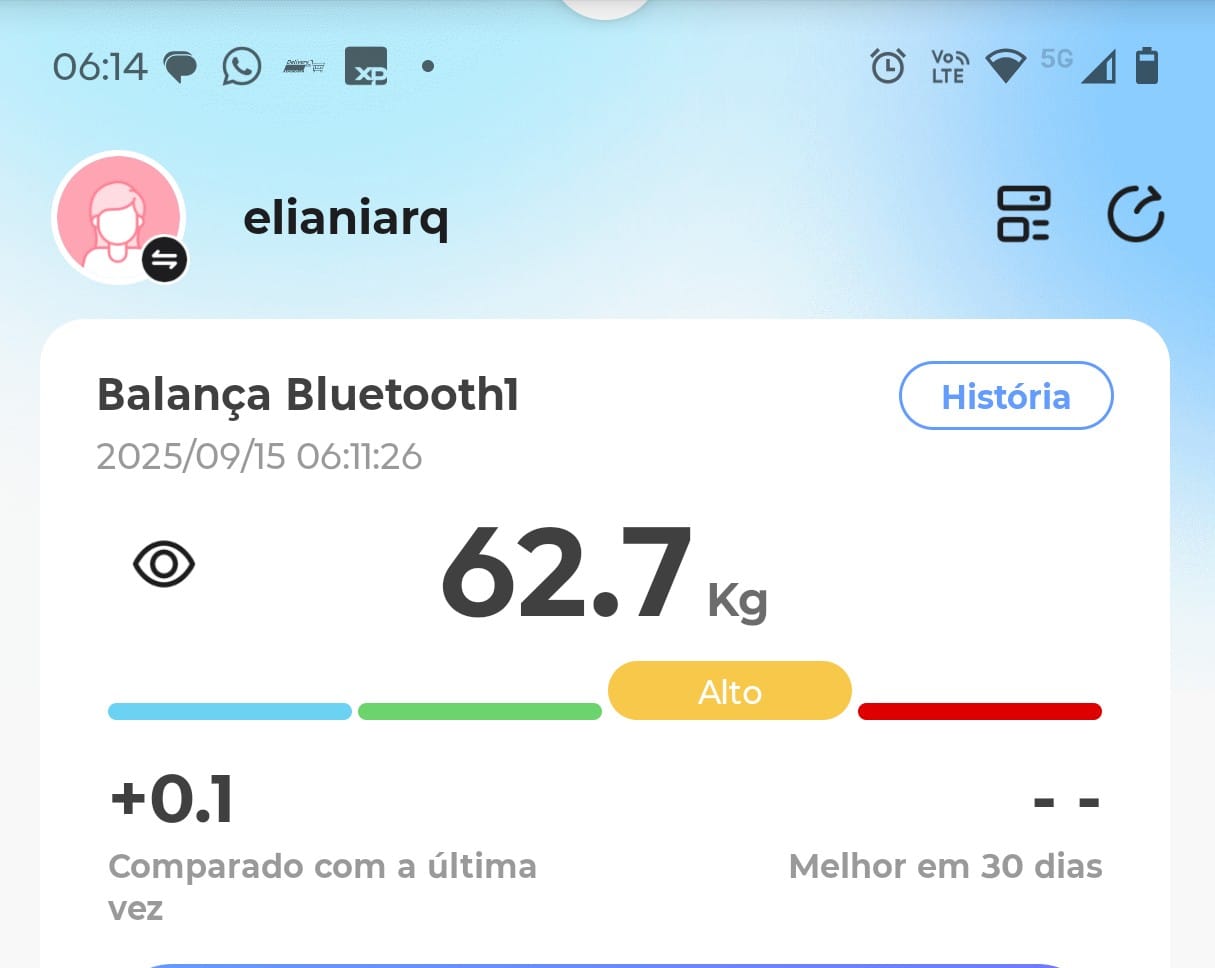 06:14
Delivery
XP
Vo LTE
5G
elianiarq
Balança Bluetooth1
História
2025/09/15 06:11:26
62.7 Kg
Alto
+0.1
- -
Comparado com a última
vez
Melhor em 30 dias